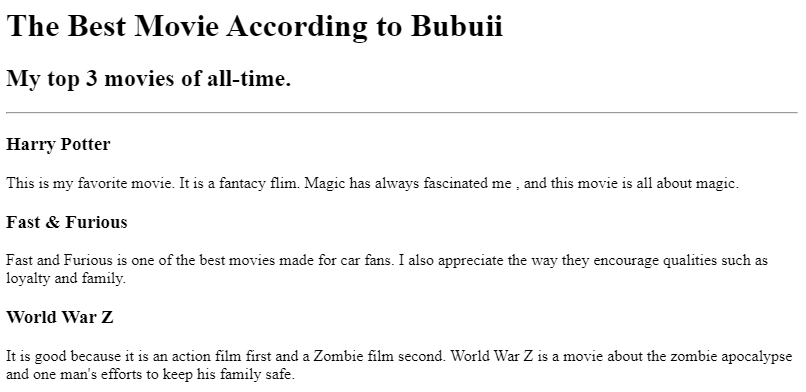 The Best Movie According to Bubuii
My top 3 movies of all-time.
Harry Potter
This is my favorite movie. It is a fantacy flim. Magic has always fascinated me , and this movie is all about magic.
Fast & Furious
Fast and Furious is one of the best movies made for car fans. I also appreciate the way they encourage qualities such as
loyalty and family.
World War Z
It is good because it is an action film first and a Zombie film second. World War Z is a movie about the zombie apocalypse
and one man's efforts to keep his family safe.